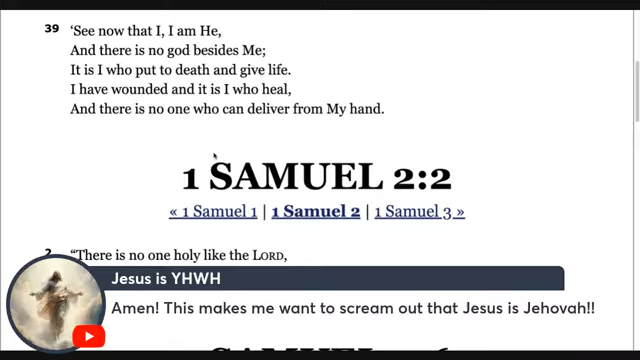 39 ‘See now that I, I am He,
And there is no god besides Me;
It is I who put to death and give life.
I have wounded and it is I who heal,
And there is no one who can deliver from My hand.
1 SAMUEL 2:2
« 1 Samuel 1 | 1 Samuel 2 | 1 Samuel 3 »
2 “There is no one holy like the LORD,
Jesus is YHWH
Amen! This makes me want to scream out that Jesus is Jehovah!!